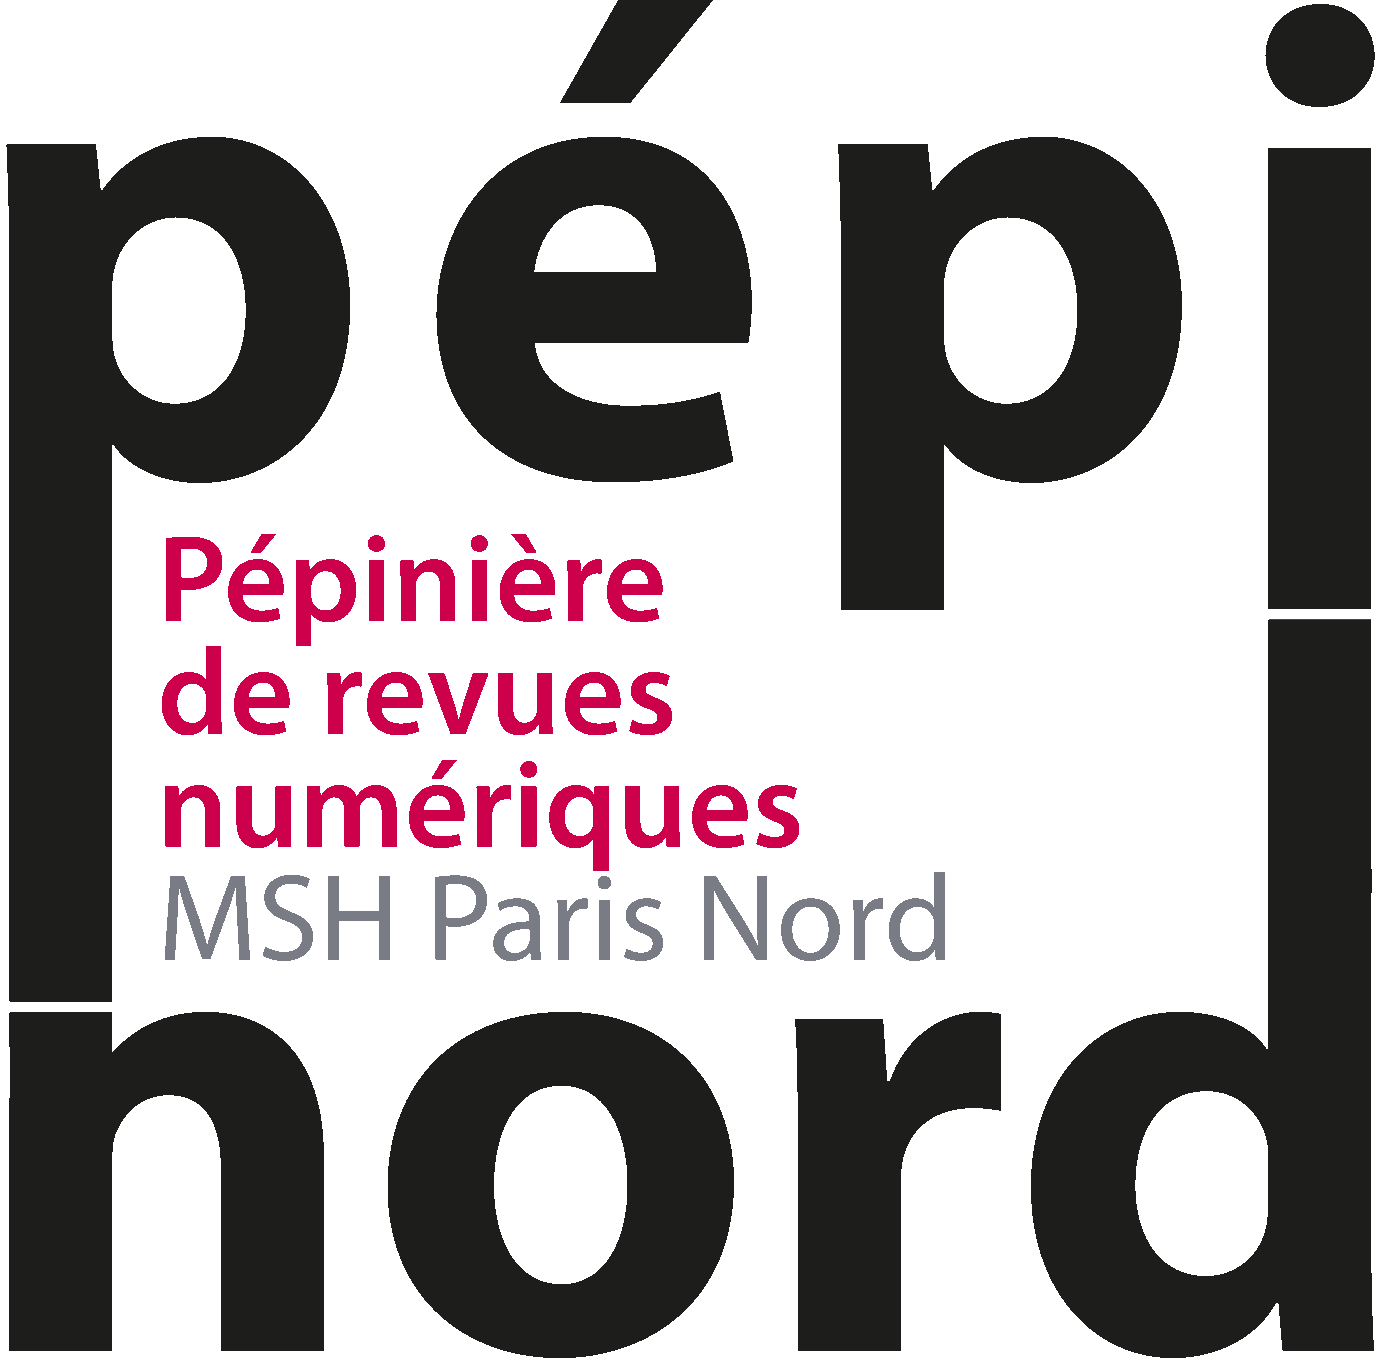 pépi
Pépinière
de revues
numériques
MSH Paris Nord
nord